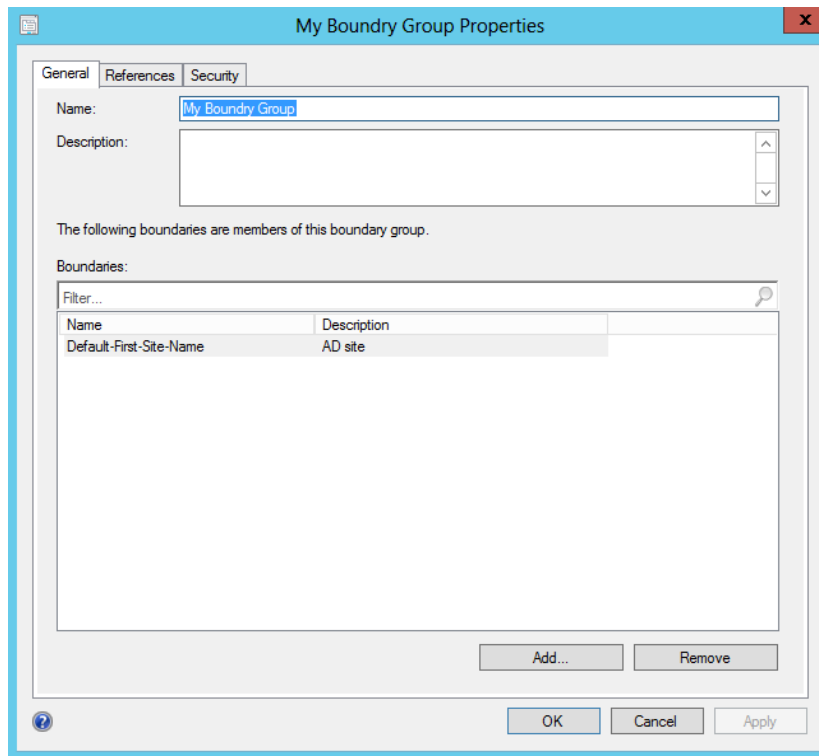 My Boundry Group Properties
x
General References Security
Name: My Boundry Group
Description:
The following boundaries are members of this boundary group.
Boundaries:
Filter...
Name Description
Default-First-Site-Name AD site
Add... Remove
? OK Cancel Apply